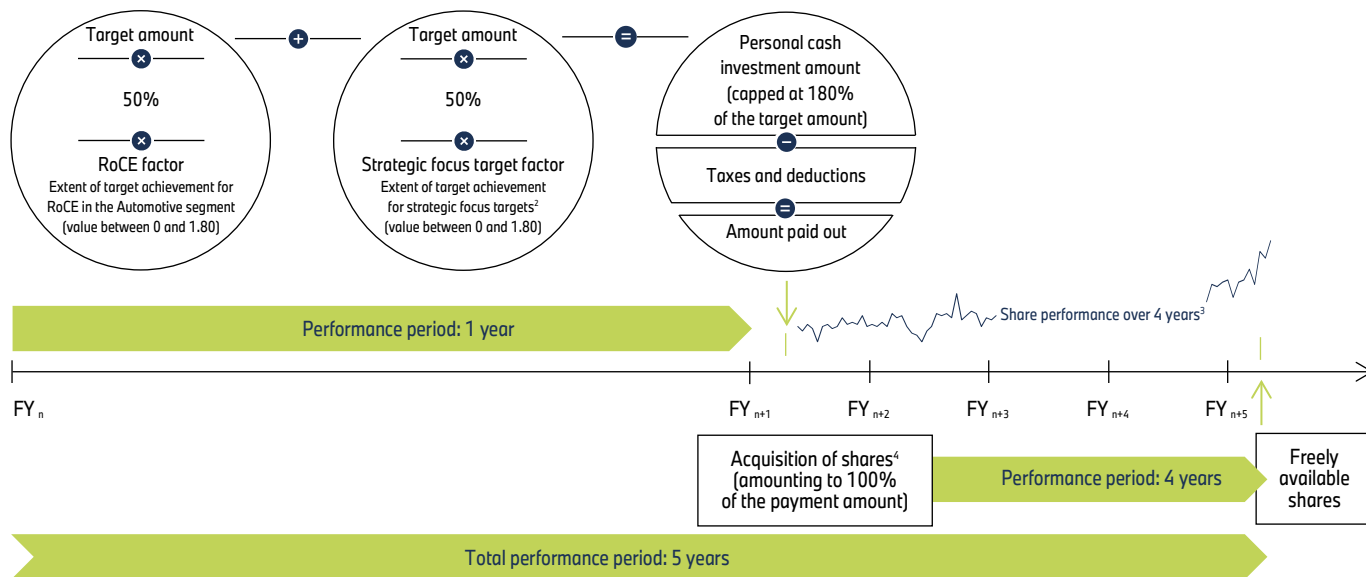 Target amount
×
50%
×
RoCE factor
Extent of target achievement for
RoCE in the Automotive segment
(value between 0 and 1.80)
+
Target amount
×
50%
×
Strategic focus target factor
Extent of target achievement
for strategic focus targets²
(value between 0 and 1.80)
=
Personal cash
investment amount
(capped at 180%
of the target amount)
−
Taxes and deductions
=
Amount paid out
Performance period: 1 year
Share performance over 4 years³
FY n
FY n+1
FY n+2
FY n+3
FY n+4
FY n+5
Acquisition of shares⁴
(amounting to 100%
of the payment amount)
Performance period: 4 years
Freely
available
shares
Total performance period: 5 years